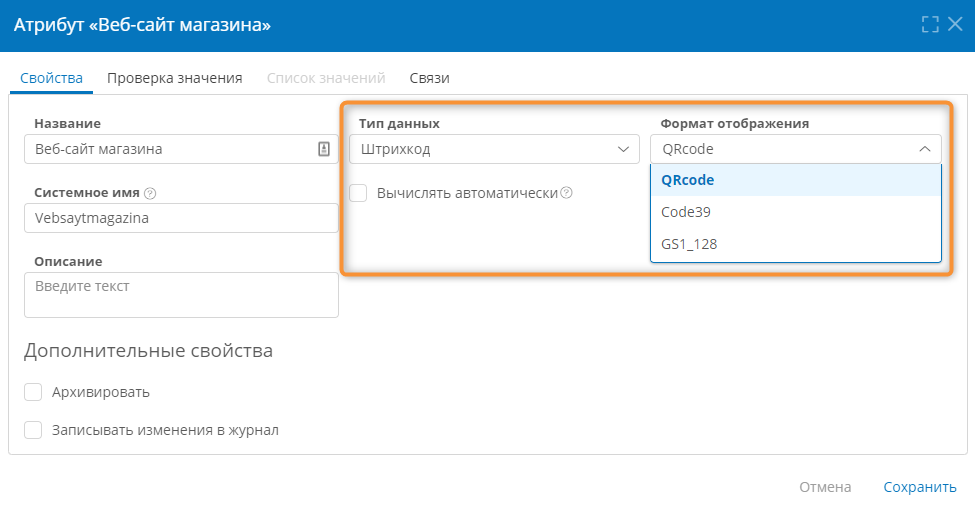 Атрибут «Веб-сайт магазина»
Свойства Проверка значения Список значений Связи
Название Тип данных Формат отображения
Веб-сайт магазина Штрихкод QRcode
QRcode
Системное имя Вычислять автоматически
Vebsaytmagazina Code39
GS1_128
Описание
Введите текст
Дополнительные свойства
Архивировать
Записывать изменения в журнал
Отмена Сохранить